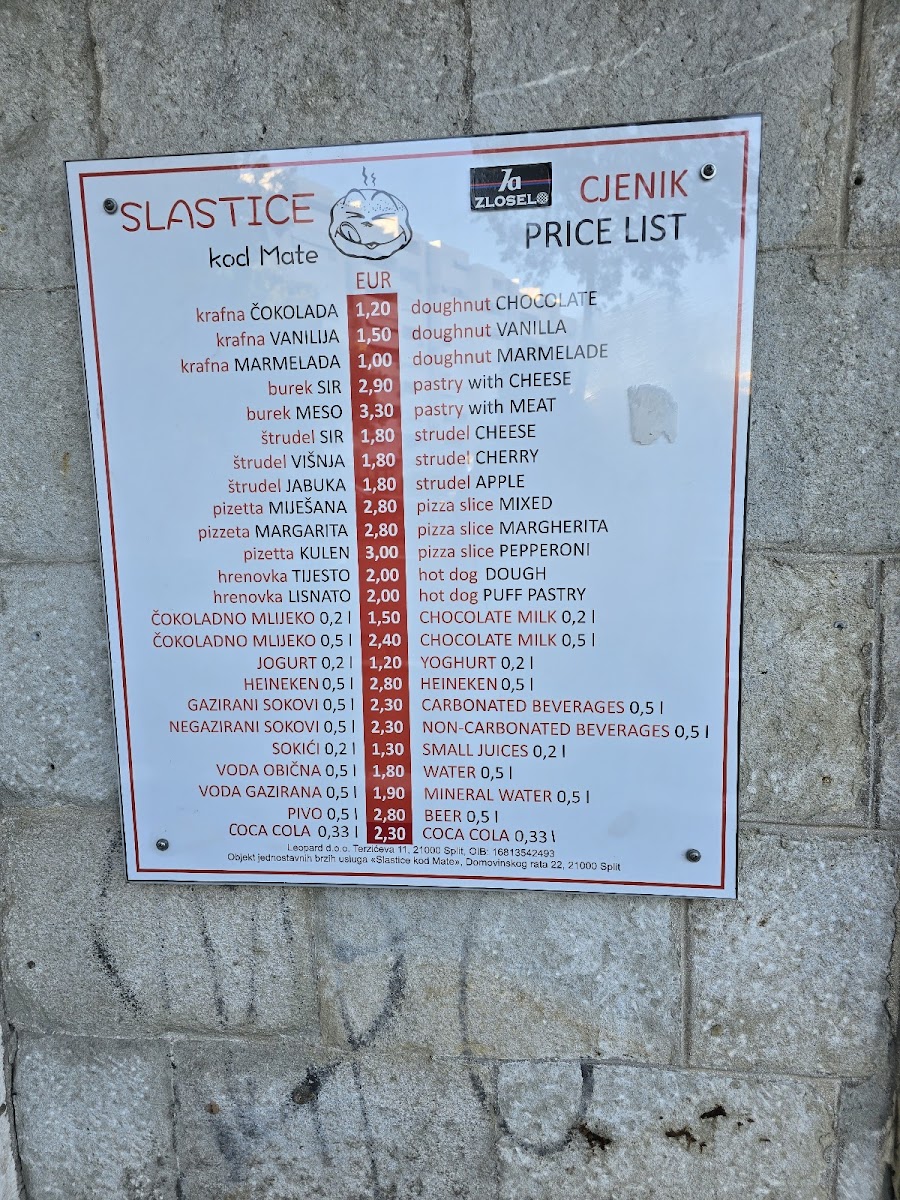 SLASTICE
kod Mate
7a
ZLOSELO
CJENIK
PRICE LIST
EUR
krafna ČOKOLADA 1,20 doughnut CHOCOLATE
krafna VANILIJA 1,50 doughnut VANILLA
krafna MARMELADA 1,00 doughnut MARMELADE
burek SIR 2,90 pastry with CHEESE
burek MESO 3,30 pastry with MEAT
štrudel SIR 1,80 strudel CHEESE
štrudel VIŠNJA 1,80 strudel CHERRY
štrudel JABUKA 1,80 strudel APPLE
pizetta MIJEŠANA 2,80 pizza slice MIXED
pizzeta MARGARITA 2,80 pizza slice MARGHERITA
pizetta KULEN 3,00 pizza slice PEPPERONI
hrenovka TIJESTO 2,00 hot dog DOUGH
hrenovka LISNATO 2,00 hot dog PUFF PASTRY
ČOKOLADNO MLIJEKO 0,2 l 1,50 CHOCOLATE MILK 0,2 l
ČOKOLADNO MLIJEKO 0,5 l 2,40 CHOCOLATE MILK 0,5 l
JOGURT 0,2 l 1,20 YOGHURT 0,2 l
HEINEKEN 0,5 l 2,80 HEINEKEN 0,5 l
GAZIRANI SOKOVI 0,5 l 2,30 CARBONATED BEVERAGES 0,5 l
NEGAZIRANI SOKOVI 0,5 l 2,30 NON-CARBONATED BEVERAGES 0,5 l
SOKIĆI 0,2 l 1,30 SMALL JUICES 0,2 l
VODA OBIČNA 0,5 l 1,80 WATER 0,5 l
VODA GAZIRANA 0,5 l 1,90 MINERAL WATER 0,5 l
PIVO 0,5 l 2,80 BEER 0,5 l
COCA COLA 0,33 l 2,30 COCA COLA 0,33 l
Leopard d.o.o. Terzićeva 11, 21000 Split, OIB: 16813542493
Objekt jednostavnih brzih usluga «Slastice kod Mate», Domovinskog rata 22, 21000 Split